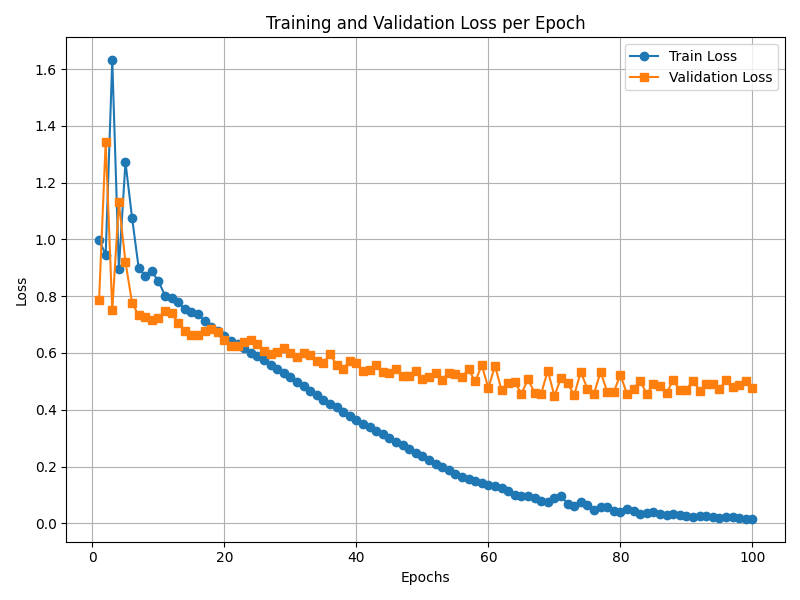 Training and Validation Loss per Epoch
Train Loss
Validation Loss
1.6
1.4
1.2
1.0
0.8
0.6
0.4
0.2
0.0
Loss
0 20 40 60 80 100
Epochs